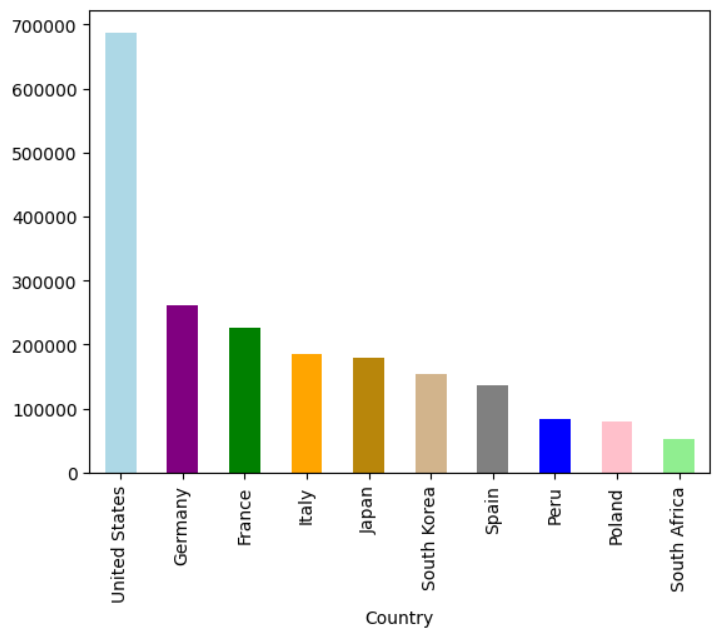 700000
600000
500000
400000
300000
200000
100000
0
United States
Germany
France
Italy
Japan
South Korea
Spain
Peru
Poland
South Africa
Country